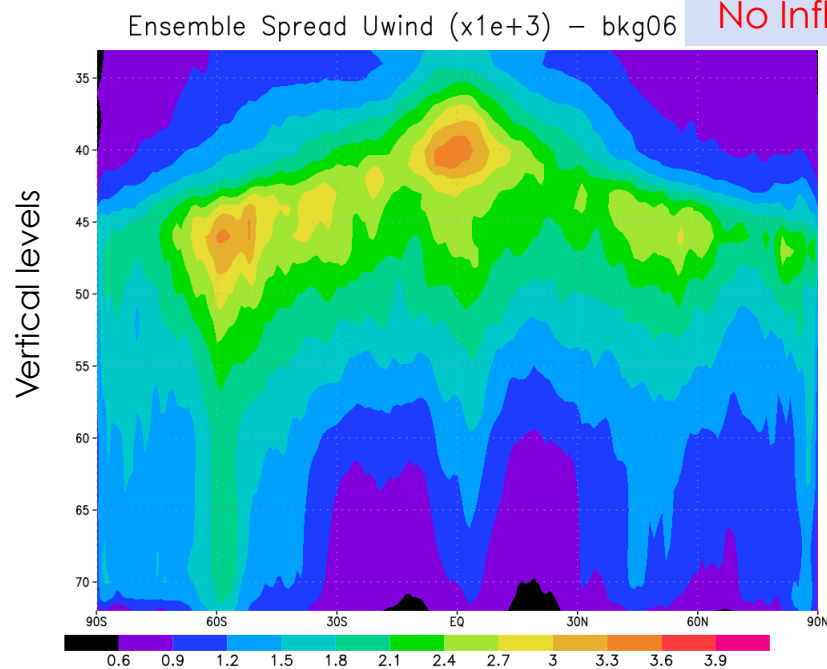 Ensemble Spread Uwind (x1e+3) – bkg06
No Infl
Vertical levels
35
40
45
50
55
60
65
70
90S 60S 30S EQ 30N 60N 90N
0.6 0.9 1.2 1.5 1.8 2.1 2.4 2.7 3 3.3 3.6 3.9